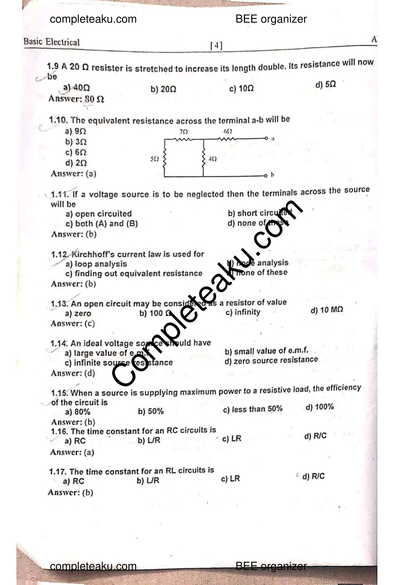 completeaku.com BEE organizer
Basic Electrical [4] A
1.9 A 20 Ω resister is stretched to increase its length double, its resistance will now
be
a) 40Ω b) 20Ω c) 10Ω d) 5Ω
Answer: 80 Ω
1.10. The equivalent resistance across the terminal a-b will be
a) 9Ω
b) 3Ω
c) 6Ω
d) 2Ω
Answer: (a)
7Ω 6Ω
a
5Ω 4Ω
b
1.11. If a voltage source is to be neglected then the terminals across the source
will be
a) open circuited b) short circuited
c) both (A) and (B) d) none of these
Answer: (b)
1.12. Kirchhoff's current law is used for
a) loop analysis b) node analysis
c) finding out equivalent resistance d) none of these
Answer: (b)
1.13. An open circuit may be considered as a resistor of value
a) zero b) 100 Ω c) infinity d) 10 MΩ
Answer: (c)
1.14. An ideal voltage source should have
a) large value of e.m.f. b) small value of e.m.f.
c) infinite source resistance d) zero source resistance
Answer: (d)
1.15. When a source is supplying maximum power to a resistive load, the efficiency
of the circuit is
a) 80% b) 50% c) less than 50% d) 100%
Answer: (b)
1.16. The time constant for an RC circuits is
a) RC b) L/R c) LR d) R/C
Answer: (a)
1.17. The time constant for an RL circuits is
a) RC b) L/R c) LR d) R/C
Answer: (b)
Completeaku.com
completeaku.com BEE organizer